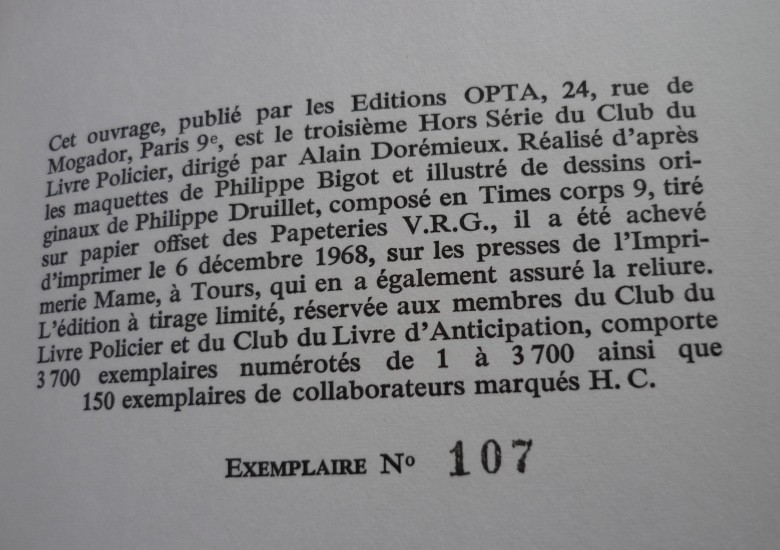 Cet ouvrage, publié par les Editions OPTA, 24, rue de
Mogador, Paris 9e, est le troisième Hors Série du Club du
Livre Policier, dirigé par Alain Dorémieux. Réalisé d'après
les maquettes de Philippe Bigot et illustré de dessins ori-
ginaux de Philippe Druillet, composé en Times corps 9, tiré
sur papier offset des Papeteries V.R.G., il a été achevé
d'imprimer le 6 décembre 1968, sur les presses de l'Impri-
merie Mame, à Tours, qui en a également assuré la reliure.
L'édition à tirage limité, réservée aux membres du Club du
Livre Policier et du Club du Livre d'Anticipation, comporte
3 700 exemplaires numérotés de 1 à 3 700 ainsi que
150 exemplaires de collaborateurs marqués H. C.
EXEMPLAIRE No 107